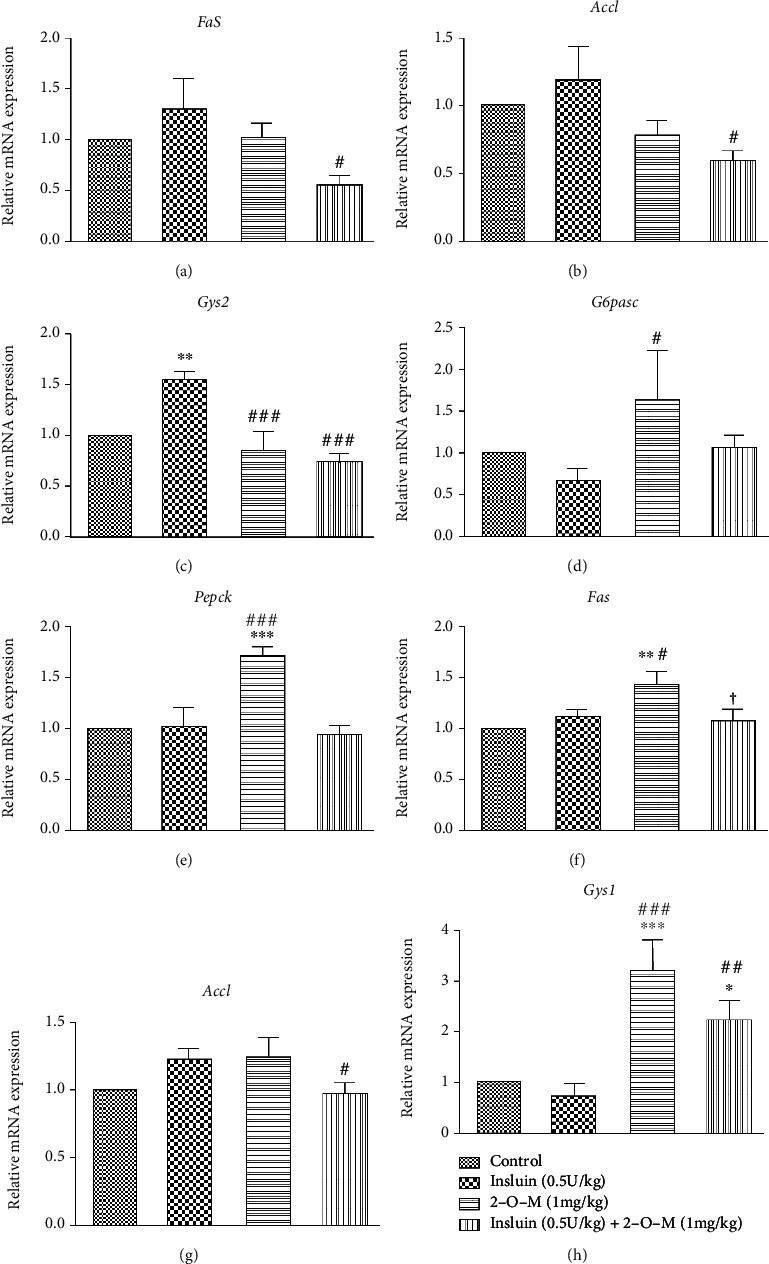 FaS
Relative mRNA expression
2.0
1.5
1.0
0.5
0.0
#
(a)
Accl
Relative mRNA expression
1.5
1.0
0.5
0.0
#
(b)
Gys2
Relative mRNA expression
2.0
1.5
1.0
0.5
0.0
**
###
###
(c)
G6pasc
Relative mRNA expression
2.5
2.0
1.5
1.0
0.5
0.0
#
(d)
Pepck
Relative mRNA expression
2.0
1.5
1.0
0.5
0.0
###
***
(e)
Fas
Relative mRNA expression
2.0
1.5
1.0
0.5
0.0
** #
†
(f)
Accl
Relative mRNA expression
1.5
1.0
0.5
0.0
#
(g)
Gys1
Relative mRNA expression
4
3
2
1
0
###
***
##
*
Control
Insluin (0.5U/kg)
2-O-M (1mg/kg)
Insluin (0.5U/kg) + 2-O-M (1mg/kg)
(h)